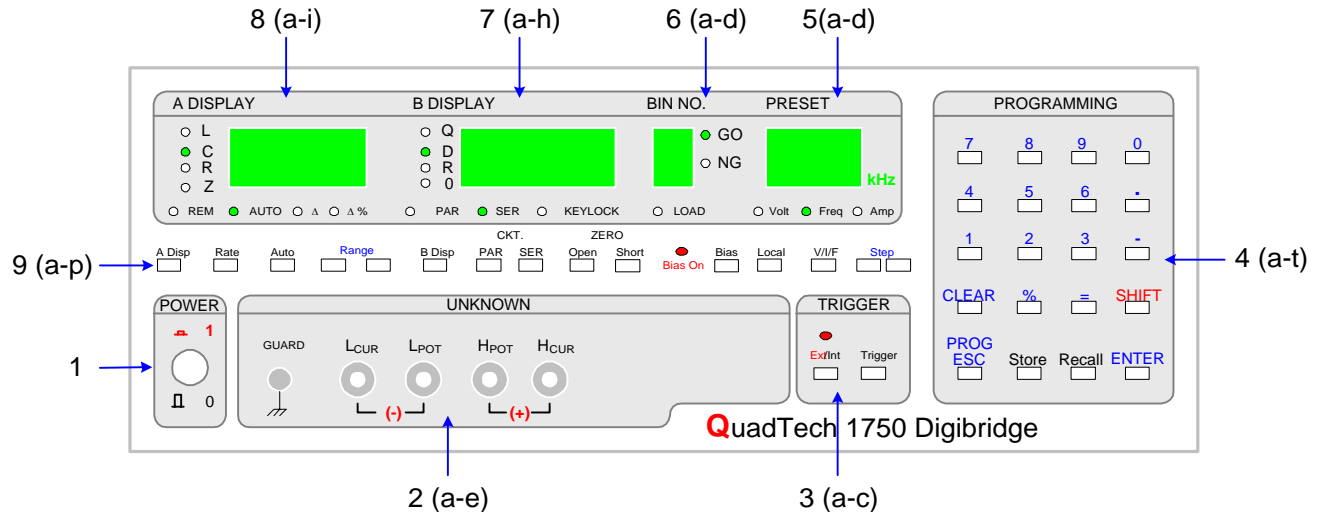 8 (a-i) 7 (a-h) 6 (a-d) 5(a-d)
A DISPLAY B DISPLAY BIN NO. PRESET PROGRAMMING
L Q GO 7 8 9 0
C D
R R NG
Z 0 kHz 4 5 6 .
REM AUTO Δ Δ % PAR SER KEYLOCK LOAD Volt Freq Amp
CKT. ZERO 1 2 3 -
9 (a-p) A Disp Rate Auto Range B Disp PAR SER Open Short Bias On Bias Local V/I/F Step 4 (a-t)
POWER UNKNOWN TRIGGER CLEAR % = SHIFT
1
GUARD LCUR LPOT HPOT HCUR Ext/Int Trigger PROG
ESC Store Recall ENTER
1
0 (-) (+)
QuadTech 1750 Digibridge
2 (a-e) 3 (a-c)